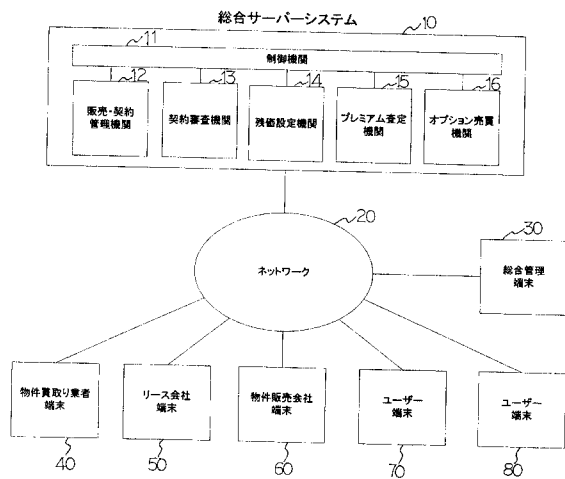 総合サーバーシステム
10
11
制御機関
12
13
14
15
16
販売・契約
管理機関
契約審査機関
残価設定機関
プレミアム査定
機関
オプション売買
機関
20
30
ネットワーク
総合管理
端末
物件買取り業者
端末
リース会社
端末
物件販売会社
端末
ユーザー
端末
ユーザー
端末
40
50
60
70
80